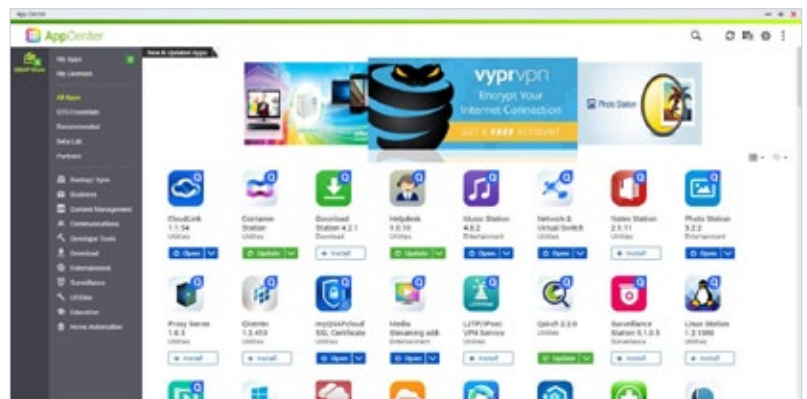 App Center
AppCenter
New & Updated Apps
My Apps
My Licenses
All Apps
QTS Essentials
Recommended
Beta Lab
Partners
Backup/ Sync
Business
Content Management
Communications
Developer Tools
Download
Entertainment
Surveillance
Utilities
Education
Home Automation
vyprvpn
Encrypt Your
Internet Connection
GET A FREE ACCOUNT
Photo Station
CloudLink
1.1.54
Utilities
Open
Container
Station
Utilities
Update
Download
Station 4.2.1
Download
+ Install
Helpdesk
1.0.10
Utilities
Update
Music Station
4.8.2
Entertainment
Open
Network &
Virtual Switch
Utilities
Open
Notes Station
2.1.11
Utilities
+ Install
Photo Station
5.2.2
Entertainment
Open
Proxy Server
1.0.3
Utilities
+ Install
Qcenter
Utilities
+ Install
myQNAPcloud
SSL Certificate
Utilities
Open
Media
Streaming add-
Entertainment
Open
L2TP/IPsec
VPN Service
Utilities
+ Install
Qsirch 2.2.0
Utilities
Update
Surveillance
Station 5.1.0.5
Surveillance
+ Install
Linux Station
Utilities
+ Install